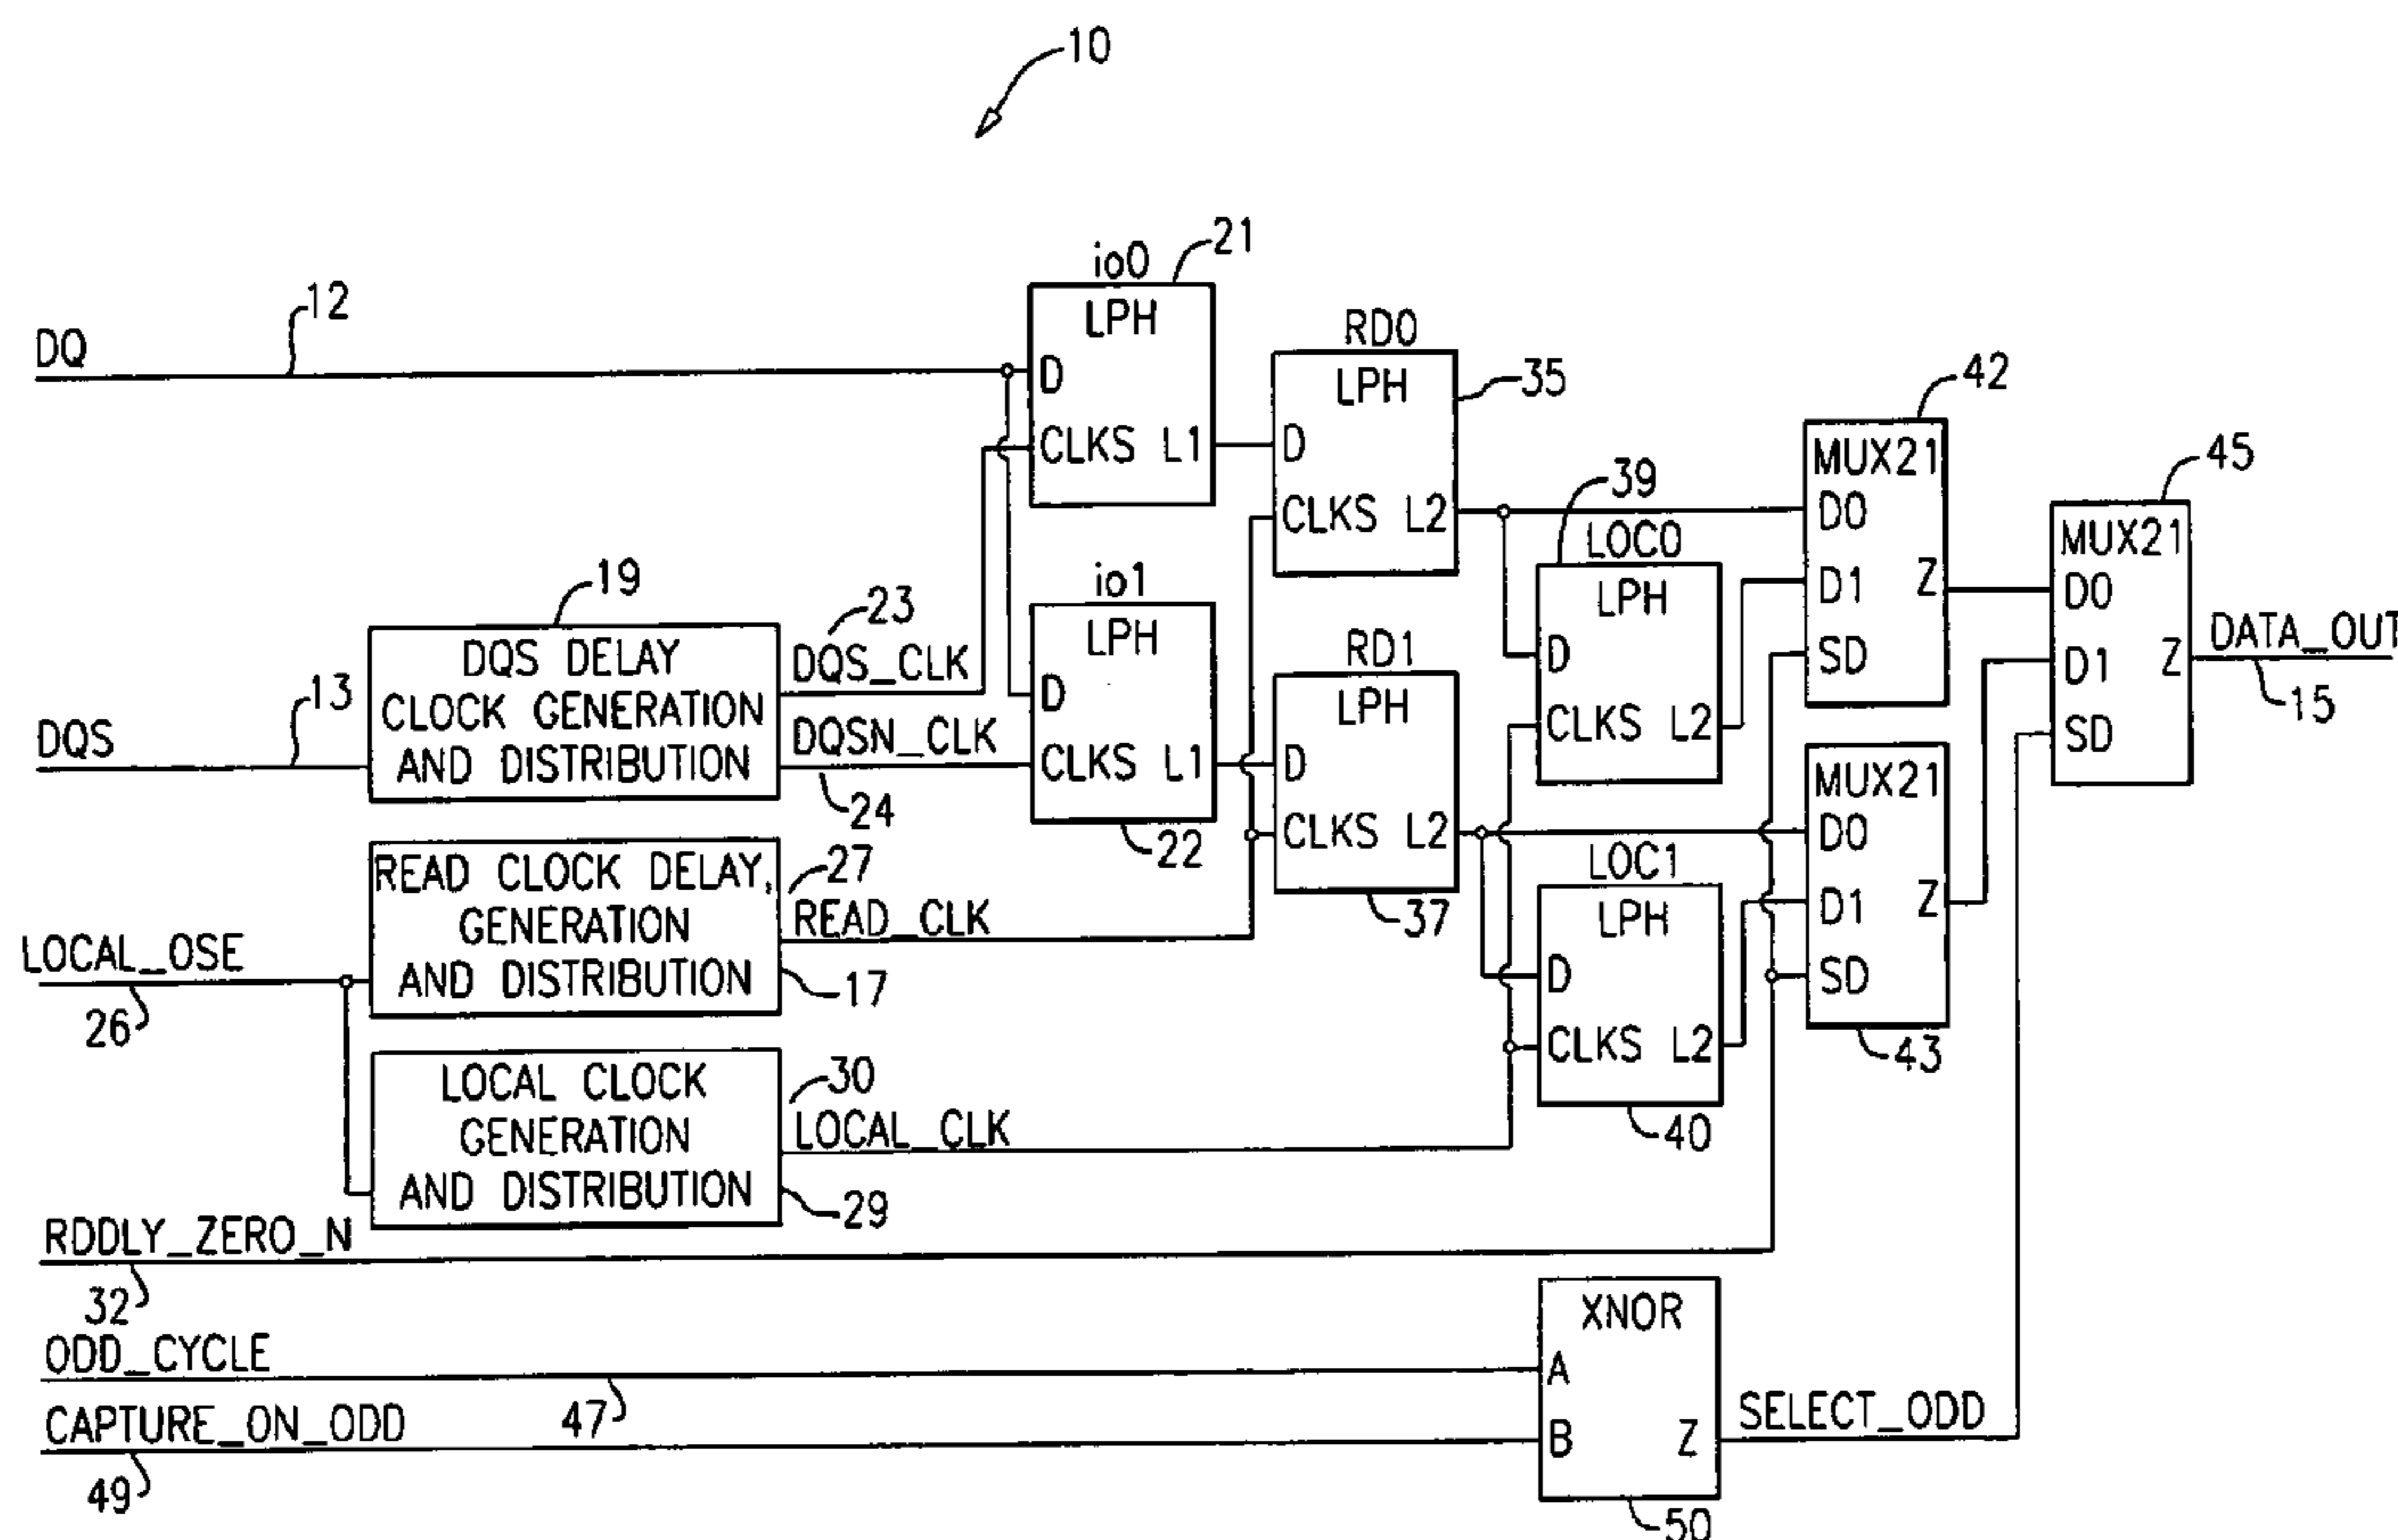 10
DQ
12
DQS
13
19
DQS DELAY
CLOCK GENERATION
AND DISTRIBUTION
23
DQS_CLK
DQSN_CLK
24
LOCAL_OSE
26
READ CLOCK DELAY,
GENERATION
AND DISTRIBUTION
27
READ_CLK
17
LOCAL CLOCK
GENERATION
AND DISTRIBUTION
30
LOCAL_CLK
29
RDDLY_ZERO_N
32
ODD_CYCLE
47
CAPTURE_ON_ODD
49
io0
21
LPH
D
CLKS L1
io1
LPH
D
CLKS L1
22
RD0
35
LPH
D
CLKS L2
RD1
LPH
D
CLKS L2
37
39
LOC0
LPH
D
CLKS L2
LOC1
LPH
D
CLKS L2
40
42
MUX21
D0
D1 Z
SD
MUX21
D0
D1 Z
SD
43
45
MUX21
D0
D1 Z
SD
DATA_OUT
15
XNOR
A
B Z
SELECT_ODD
50